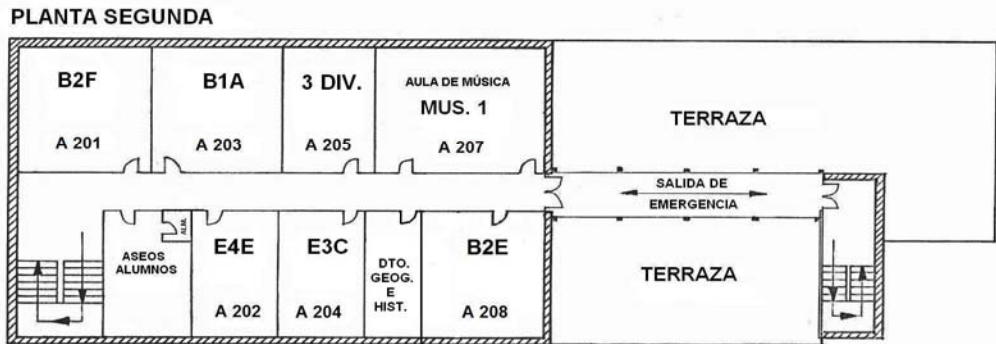 PLANTA SEGUNDA
B2F
A 201
B1A
A 203
3 DIV.
A 205
AULA DE MÚSICA
MUS. 1
A 207
TERRAZA
SALIDA DE
EMERGENCIA
ASEOS
ALUMNOS
ALM.
E4E
A 202
E3C
A 204
DTO.
GEOG.
E
HIST.
B2E
A 208
TERRAZA